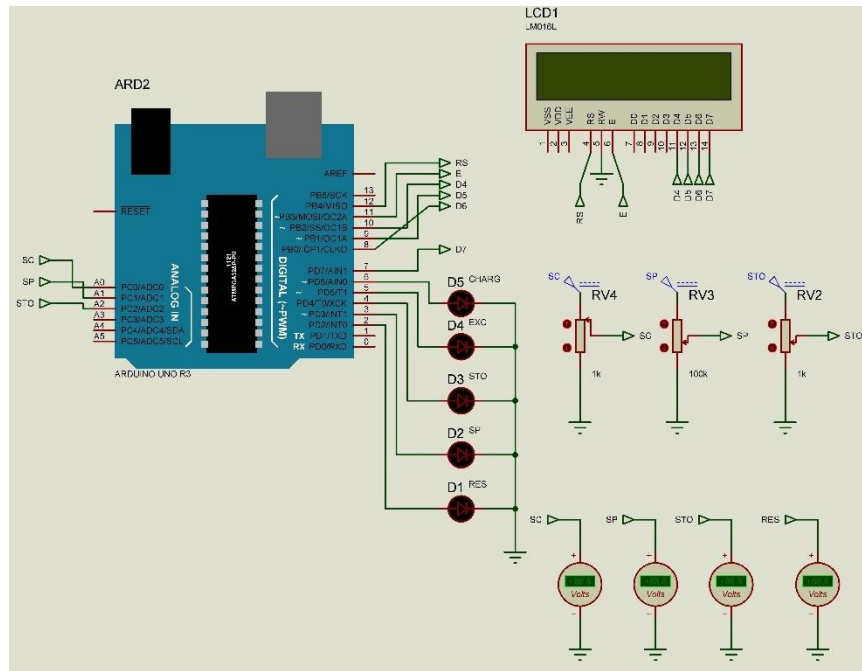 LCD1
LM016L
VSS
VDD
VEE
RS
RW
E
D0
D1
D2
D3
D4
D5
D6
D7
1
2
3
4
5
6
7
8
9
10
11
12
13
14
RS
E
D4
D5
D6
D7
ARD2
AREF
RESET
PB5/SCK
13
12
~PB3/MOSI/OC2A
11
~ PB2/SS/OC1B
10
~ PB1/OC1A
9
8
RS
E
D4
D5
D6
D7
ANALOG IN
DIGITAL (~PWM)
1121
SC
SP
STO
A0
PC0/ADC0
A1
PC1/ADC1
A2
PC2/ADC2
A3
PC3/ADC3
A4
PC4/ADC4/SDA
A5
PC5/ADC5/SCL
PD7/AIN1
7
6
~ PD5/T1
5
PD4/T0/XCK
4
~ PD3/INT1
3
PD2/INT0
2
TX PD1/TXD
1
RX PD0/RXD
0
ARDUINO UNO R3
D5 CHARG
D4 EXC
D3 STO
D2 SP
D1 RES
SC
RV4
SC
1k
SP
RV3
SP
100k
STO
RV2
STO
1k
SC
SP
STO
RES
Volts
Volts
Volts
Volts